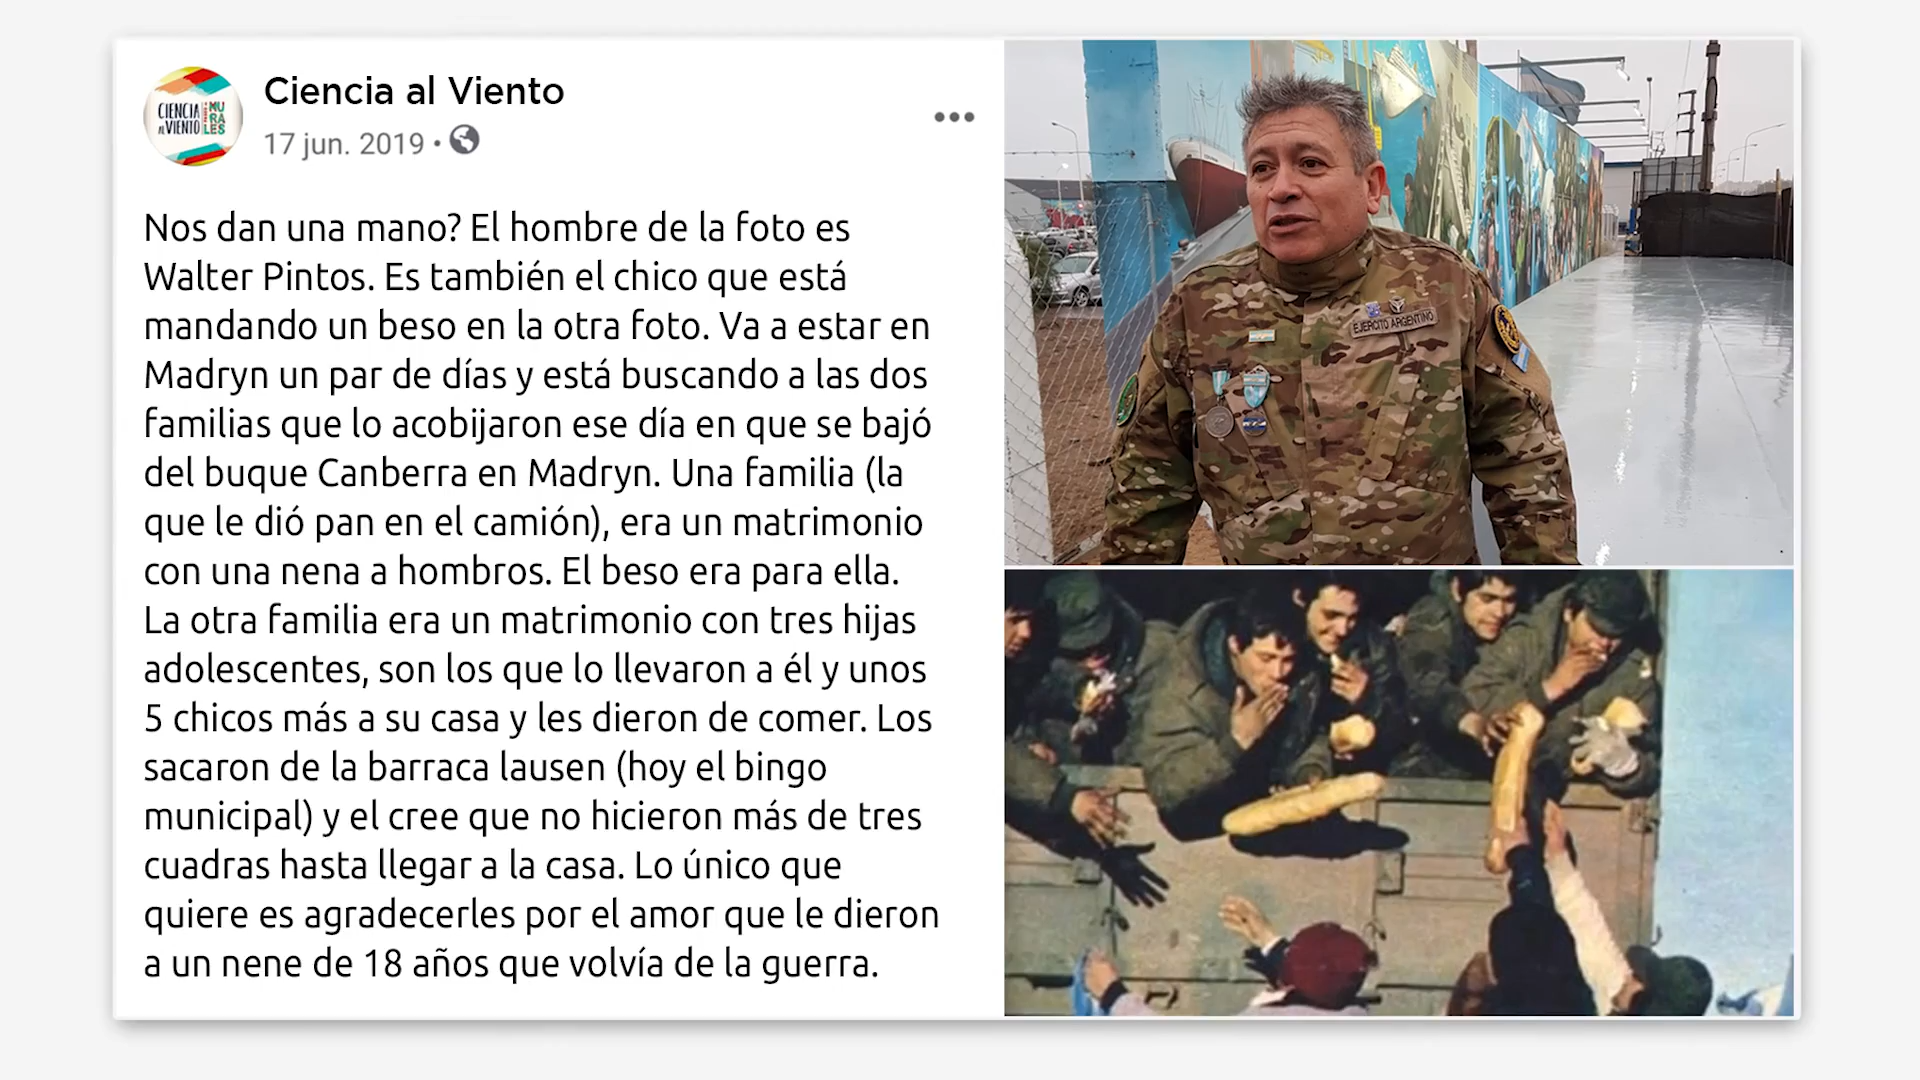 Ciencia al Viento
17 jun. 2019 •
CIENCIA AL VIENTO
MURALES
Nos dan una mano? El hombre de la foto es
Walter Pintos. Es también el chico que está
mandando un beso en la otra foto. Va a estar en
Madryn un par de días y está buscando a las dos
familias que lo acobijaron ese día en que se bajó
del buque Canberra en Madryn. Una familia (la
que le dió pan en el camión), era un matrimonio
con una nena a hombros. El beso era para ella.
La otra familia era un matrimonio con tres hijas
adolescentes, son los que lo llevaron a él y unos
5 chicos más a su casa y les dieron de comer. Los
sacaron de la barraca lausen (hoy el bingo
municipal) y el cree que no hicieron más de tres
cuadras hasta llegar a la casa. Lo único que
quiere es agradecerles por el amor que le dieron
a un nene de 18 años que volvía de la guerra.
EJERCITO ARGENTINO